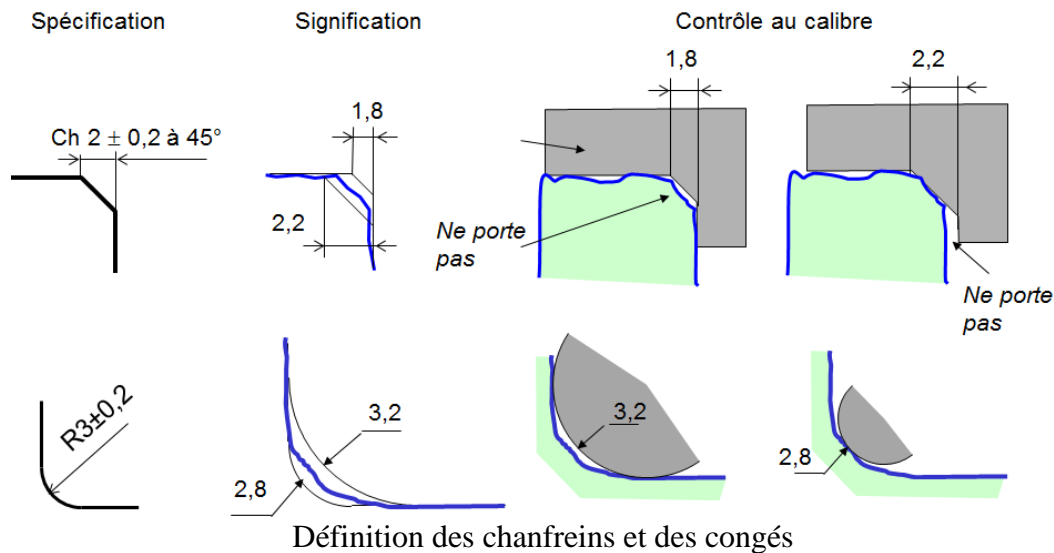 Spécification
Signification
Contrôle au calibre
Ch 2 ± 0,2 à 45°
1,8
2,2
1,8
Ne porte
pas
2,2
Ne porte
pas
R3±0,2
3,2
2,8
3,2
2,8
Définition des chanfreins et des congés